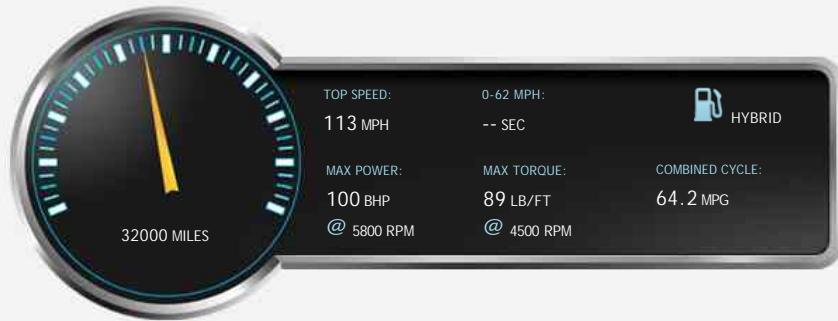 TOP SPEED:
113 MPH
0-62 MPH:
-- SEC
HYBRID
MAX POWER:
100 BHP
@ 5800 RPM
MAX TORQUE:
89 LB/FT
@ 4500 RPM
COMBINED CYCLE:
64.2 MPG
32000 MILES